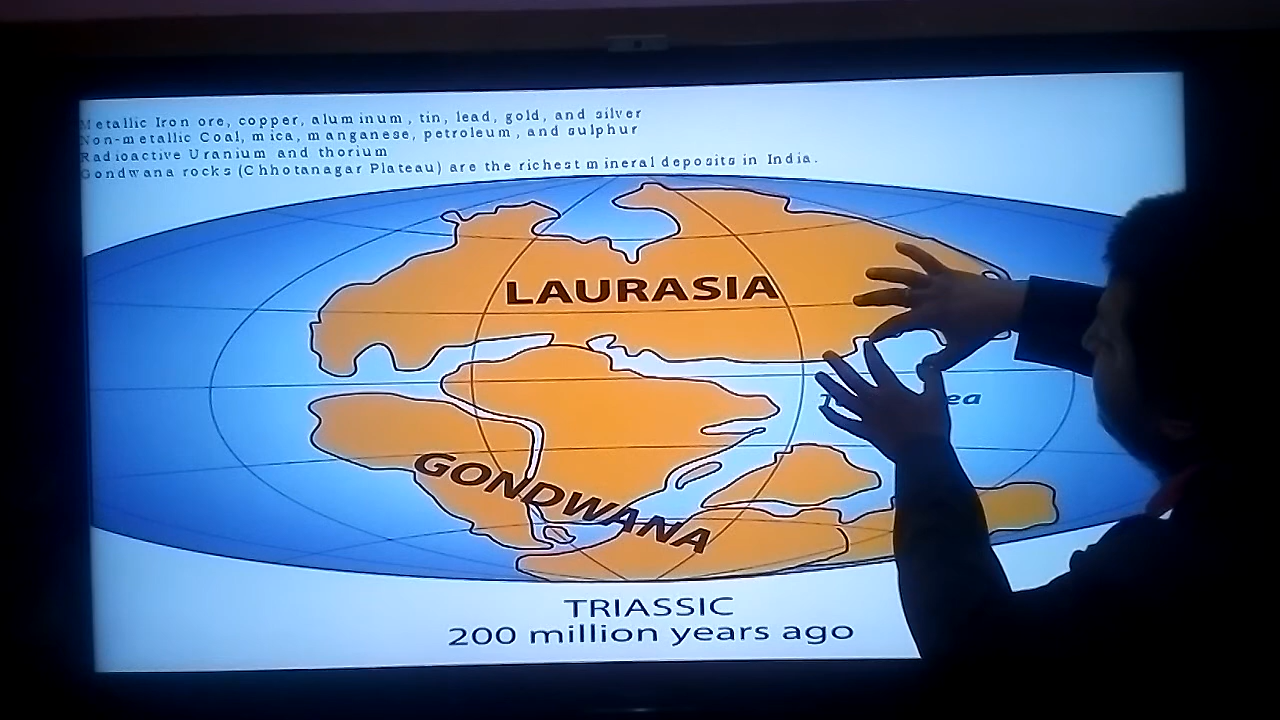 Metallic Iron ore, copper, aluminum, tin, lead, gold, and silver
Non-metallic Coal, mica, manganese, petroleum, and sulphur
Radioactive Uranium and thorium
Gondwana rocks (Chhotanagar Plateau) are the richest mineral deposits in India.
LAURASIA
GONDWANA
TRIASSIC
200 million years ago